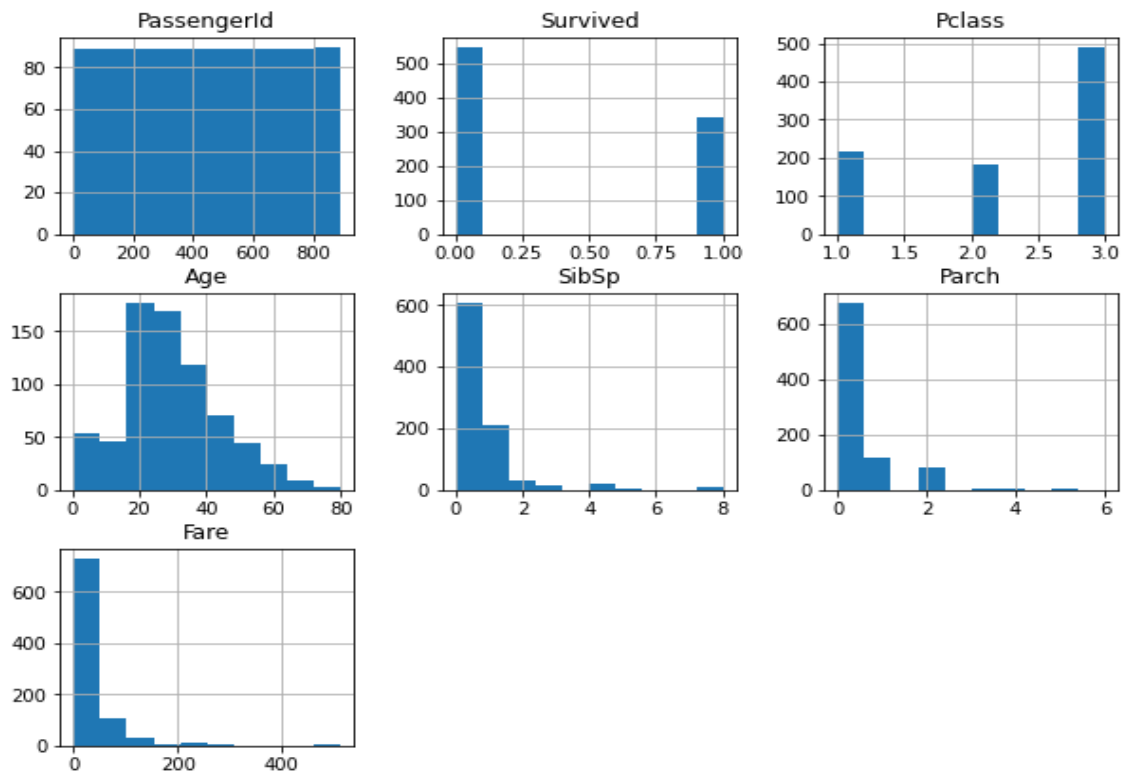 PassengerId Survived Pclass
80 500 500
60 400 400
40 300 300
20 200 200
0 100 100
0 0
0 200 400 600 800 0.00 0.25 0.50 0.75 1.00 1.0 1.5 2.0 2.5 3.0
Age SibSp Parch
150 600 600
100 400 400
50 200 200
0 0 0
0 20 40 60 80 0 2 4 6 8 0 2 4 6
Fare
600
400
200
0
0 200 400